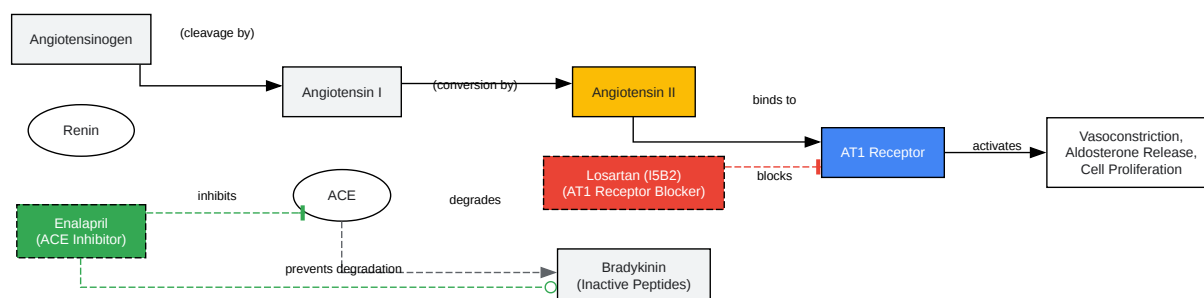 Angiotensinogen
(cleavage by)
Angiotensin I
(conversion by)
Angiotensin II
binds to
Renin
AT1 Receptor
activates
Vasoconstriction,
Aldosterone Release,
Cell Proliferation
Losartan (I5B2)
(AT1 Receptor Blocker)
blocks
inhibits
ACE
degrades
Enalapril
(ACE Inhibitor)
prevents degradation
Bradykinin
(Inactive Peptides)